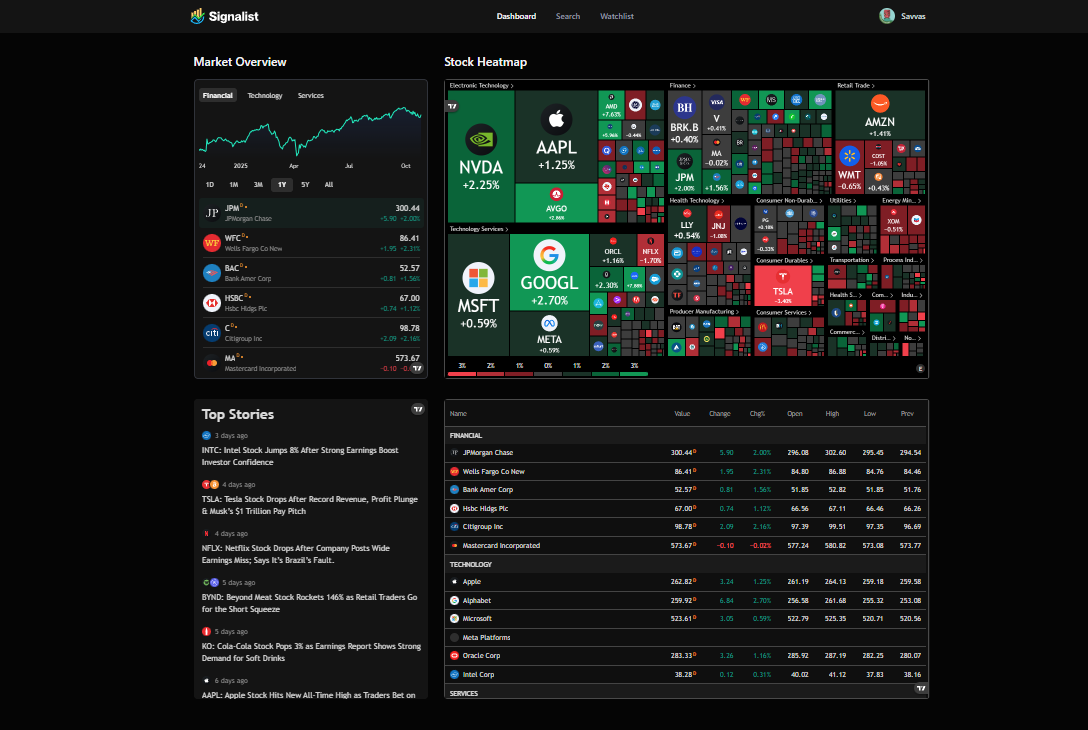 Signalist
Dashboard Search Watchlist
Savvas
Market Overview
Financial Technology Services
24 2025 Apr Jul Oct
1D 1M 3M 1Y 5Y All
JPM D 300.44
JPMorgan Chase +5.90 +2.00%
WFC D 86.41
Wells Fargo Co New +1.95 +2.31%
BAC D 52.57
Bank Amer Corp +0.81 +1.56%
HSBC D 67.00
Hsbc Hldgs Plc +0.74 +1.12%
C D 98.78
Citigroup Inc +2.09 +2.16%
MA D 573.67
Mastercard Incorporated -0.10
Stock Heatmap
Electronic Technology >
NVDA
+2.25%
AAPL
+1.25%
AVGO
+2.86%
AMD
+7.63%
+5.96%
-0.44%
Technology Services >
MSFT
+0.59%
GOOGL
+2.70%
META
+0.59%
ORCL
+1.16%
NFLX
-1.70%
+2.30%
+7.88%
Finance >
BRK.B
+0.40%
JPM
+2.00%
V
+0.41%
MA
-0.02%
+1.56%
Retail Trade >
AMZN
+1.41%
WMT
-0.65%
COST
-1.05%
+0.43%
Health Technology >
LLY
+0.54%
JNJ
-1.08%
Consumer Non-Durab... >
PG
+0.18%
-0.33%
Utilities >
Energy Min... >
XOM
-0.51%
Consumer Durables >
TSLA
-3.40%
Transportation >
Process Ind... >
Producer Manufacturing >
Consumer Services >
Health S... >
Com... >
Indu... >
Commerc... >
Distri... >
No... >
3% 2% 1% 0% 1% 2% 3%
Top Stories
3 days ago
INTC: Intel Stock Jumps 8% After Strong Earnings Boost
Investor Confidence
4 days ago
TSLA: Tesla Stock Drops After Record Revenue, Profit Plunge
& Musk's $1 Trillion Pay Pitch
4 days ago
NFLX: Netflix Stock Drops After Company Posts Wide
Earnings Miss; Says It's Brazil's Fault.
5 days ago
BYND: Beyond Meat Stock Rockets 146% as Retail Traders Go
for the Short Squeeze
5 days ago
KO: Cola-Cola Stock Pops 3% as Earnings Report Shows Strong
Demand for Soft Drinks
6 days ago
AAPL: Apple Stock Hits New All-Time High as Traders Bet on
Name Value Change Chg% Open High Low Prev
FINANCIAL
JPMorgan Chase 300.44 D 5.90 2.00% 296.08 302.60 295.45 294.54
Wells Fargo Co New 86.41 D 1.95 2.31% 84.80 86.88 84.76 84.46
Bank Amer Corp 52.57 D 0.81 1.56% 51.85 52.82 51.85 51.76
Hsbc Hldgs Plc 67.00 D 0.74 1.12% 66.56 67.11 66.46 66.26
Citigroup Inc 98.78 D 2.09 2.16% 97.39 99.51 97.35 96.69
Mastercard Incorporated 573.67 D -0.10 -0.02% 577.24 580.82 573.08 573.77
TECHNOLOGY
Apple 262.82 D 3.24 1.25% 261.19 264.13 259.18 259.58
Alphabet 259.92 D 6.84 2.70% 256.58 261.68 255.32 253.08
Microsoft 523.61 D 3.05 0.59% 522.79 525.35 520.71 520.56
Meta Platforms
Oracle Corp 283.33 D 3.26 1.16% 285.92 287.19 282.25 280.07
Intel Corp 38.28 D 0.12 0.31% 40.02 41.12 37.83 38.16
SERVICES